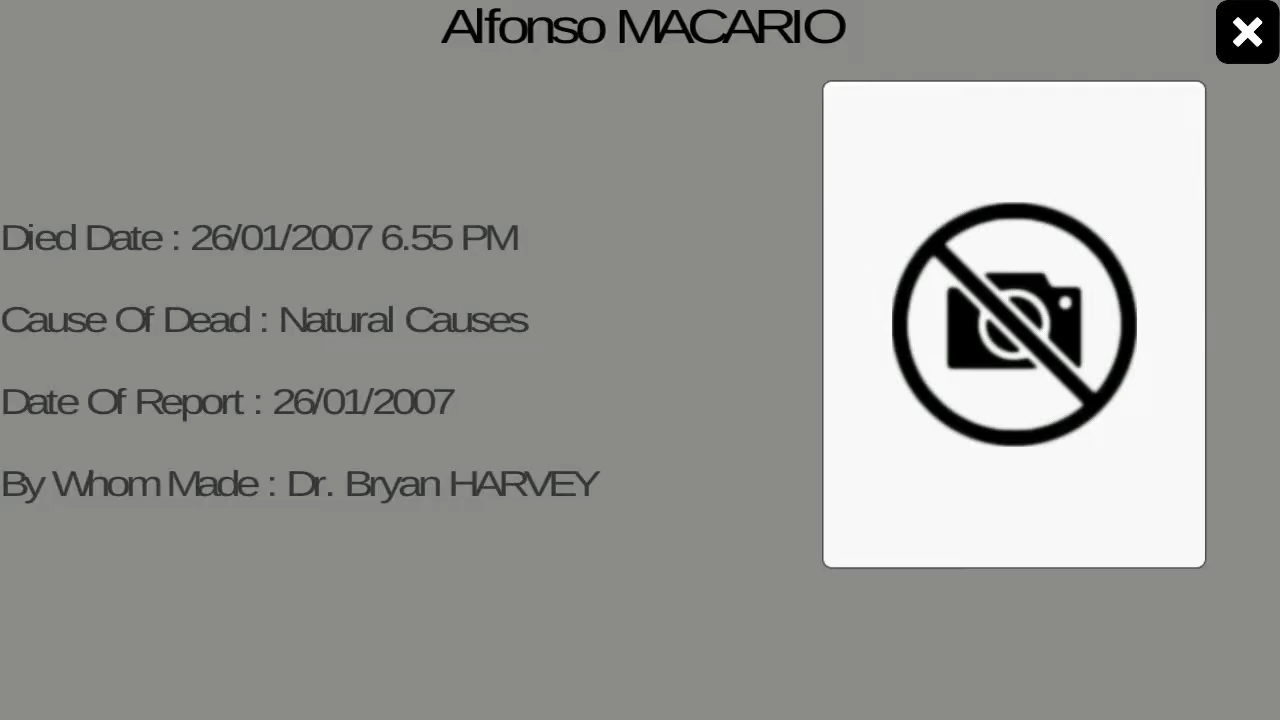 Alfonso MACARIO
Died Date : 26/01/2007 6.55 PM
Cause Of Dead : Natural Causes
Date Of Report : 26/01/2007
By Whom Made : Dr. Bryan HARVEY